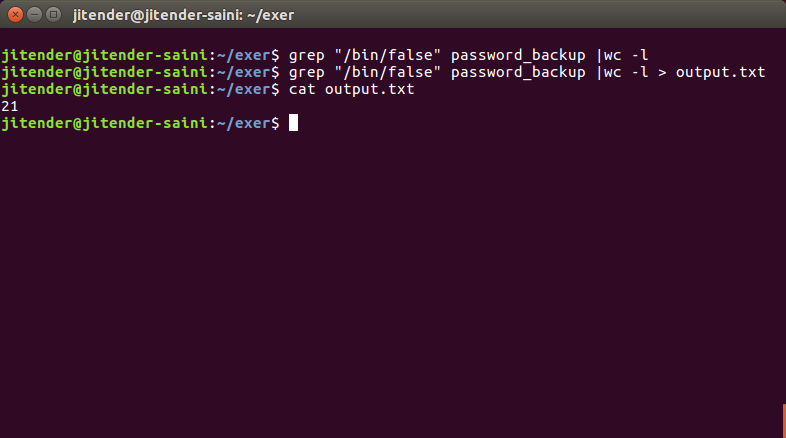 jitender@jitender-saini: ~/exer
jitender@jitender-saini:~/exer$ grep "/bin/false" password_backup |wc -l
jitender@jitender-saini:~/exer$ grep "/bin/false" password_backup |wc -l > output.txt
jitender@jitender-saini:~/exer$ cat output.txt
21
jitender@jitender-saini:~/exer$